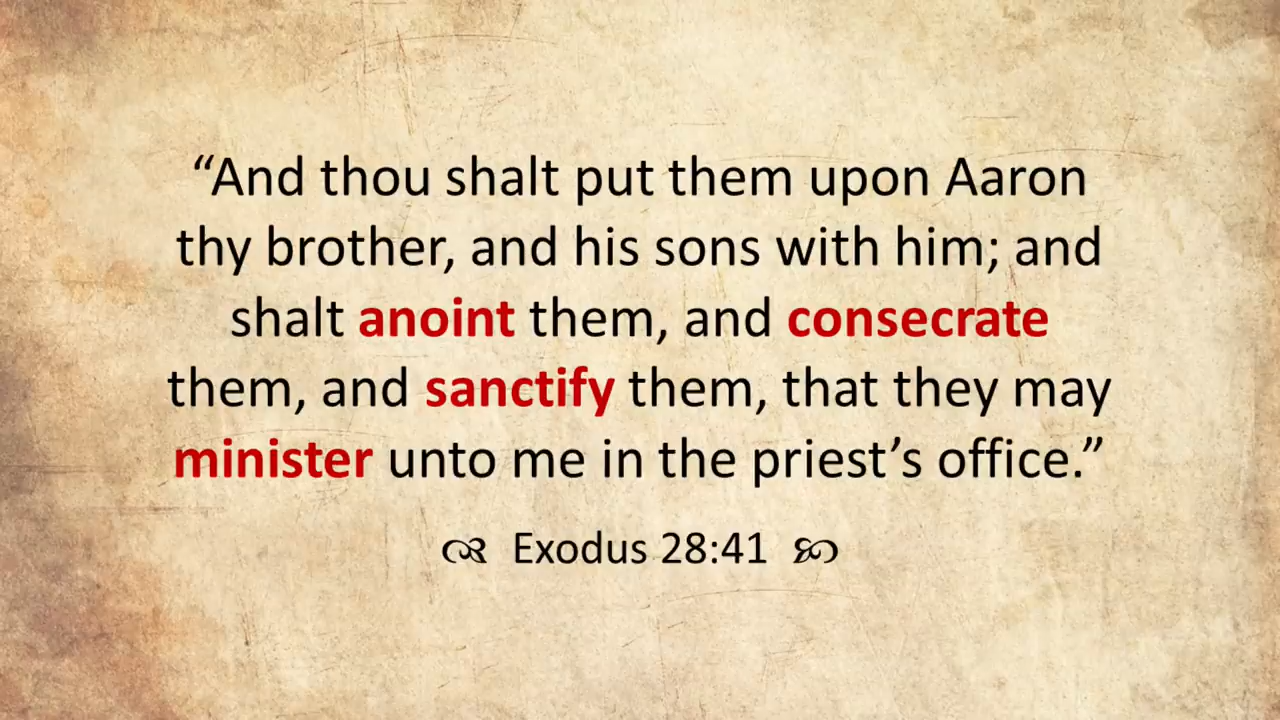 “And thou shalt put them upon Aaron
thy brother, and his sons with him; and
shalt anoint them, and consecrate
them, and sanctify them, that they may
minister unto me in the priest’s office.”
Exodus 28:41